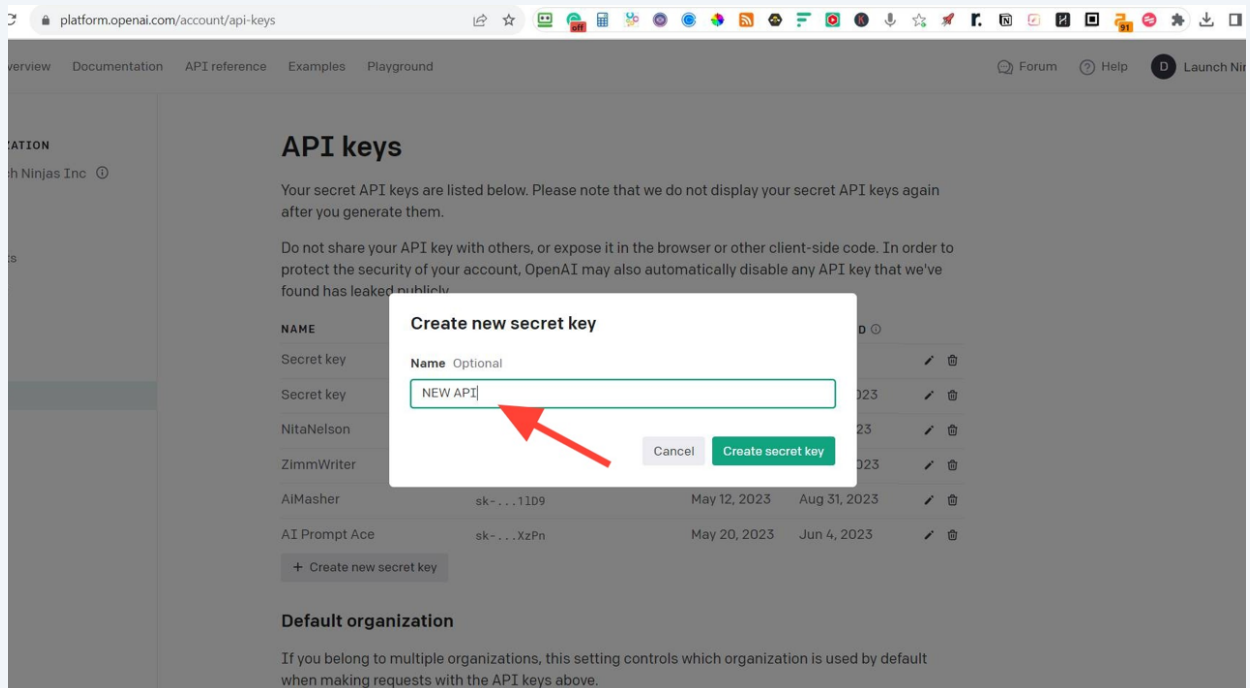 platform.openai.com/account/api-keys
off
91
verview Documentation API reference Examples Playground
Forum Help D Launch Nin
ZATION
ch Ninjas Inc
ts
API keys
Your secret API keys are listed below. Please note that we do not display your secret API keys again
after you generate them.
Do not share your API key with others, or expose it in the browser or other client-side code. In order to
protect the security of your account, OpenAI may also automatically disable any API key that we've
found has leaked publicly.
NAME D
Secret key
Secret key 023
NitaNelson 23
ZimmWriter 023
Create new secret key
Name Optional
NEW API
Cancel Create secret key
AiMasher sk-...1lD9 May 12, 2023 Aug 31, 2023
AI Prompt Ace sk-...XzPn May 20, 2023 Jun 4, 2023
+ Create new secret key
Default organization
If you belong to multiple organizations, this setting controls which organization is used by default
when making requests with the API keys above.